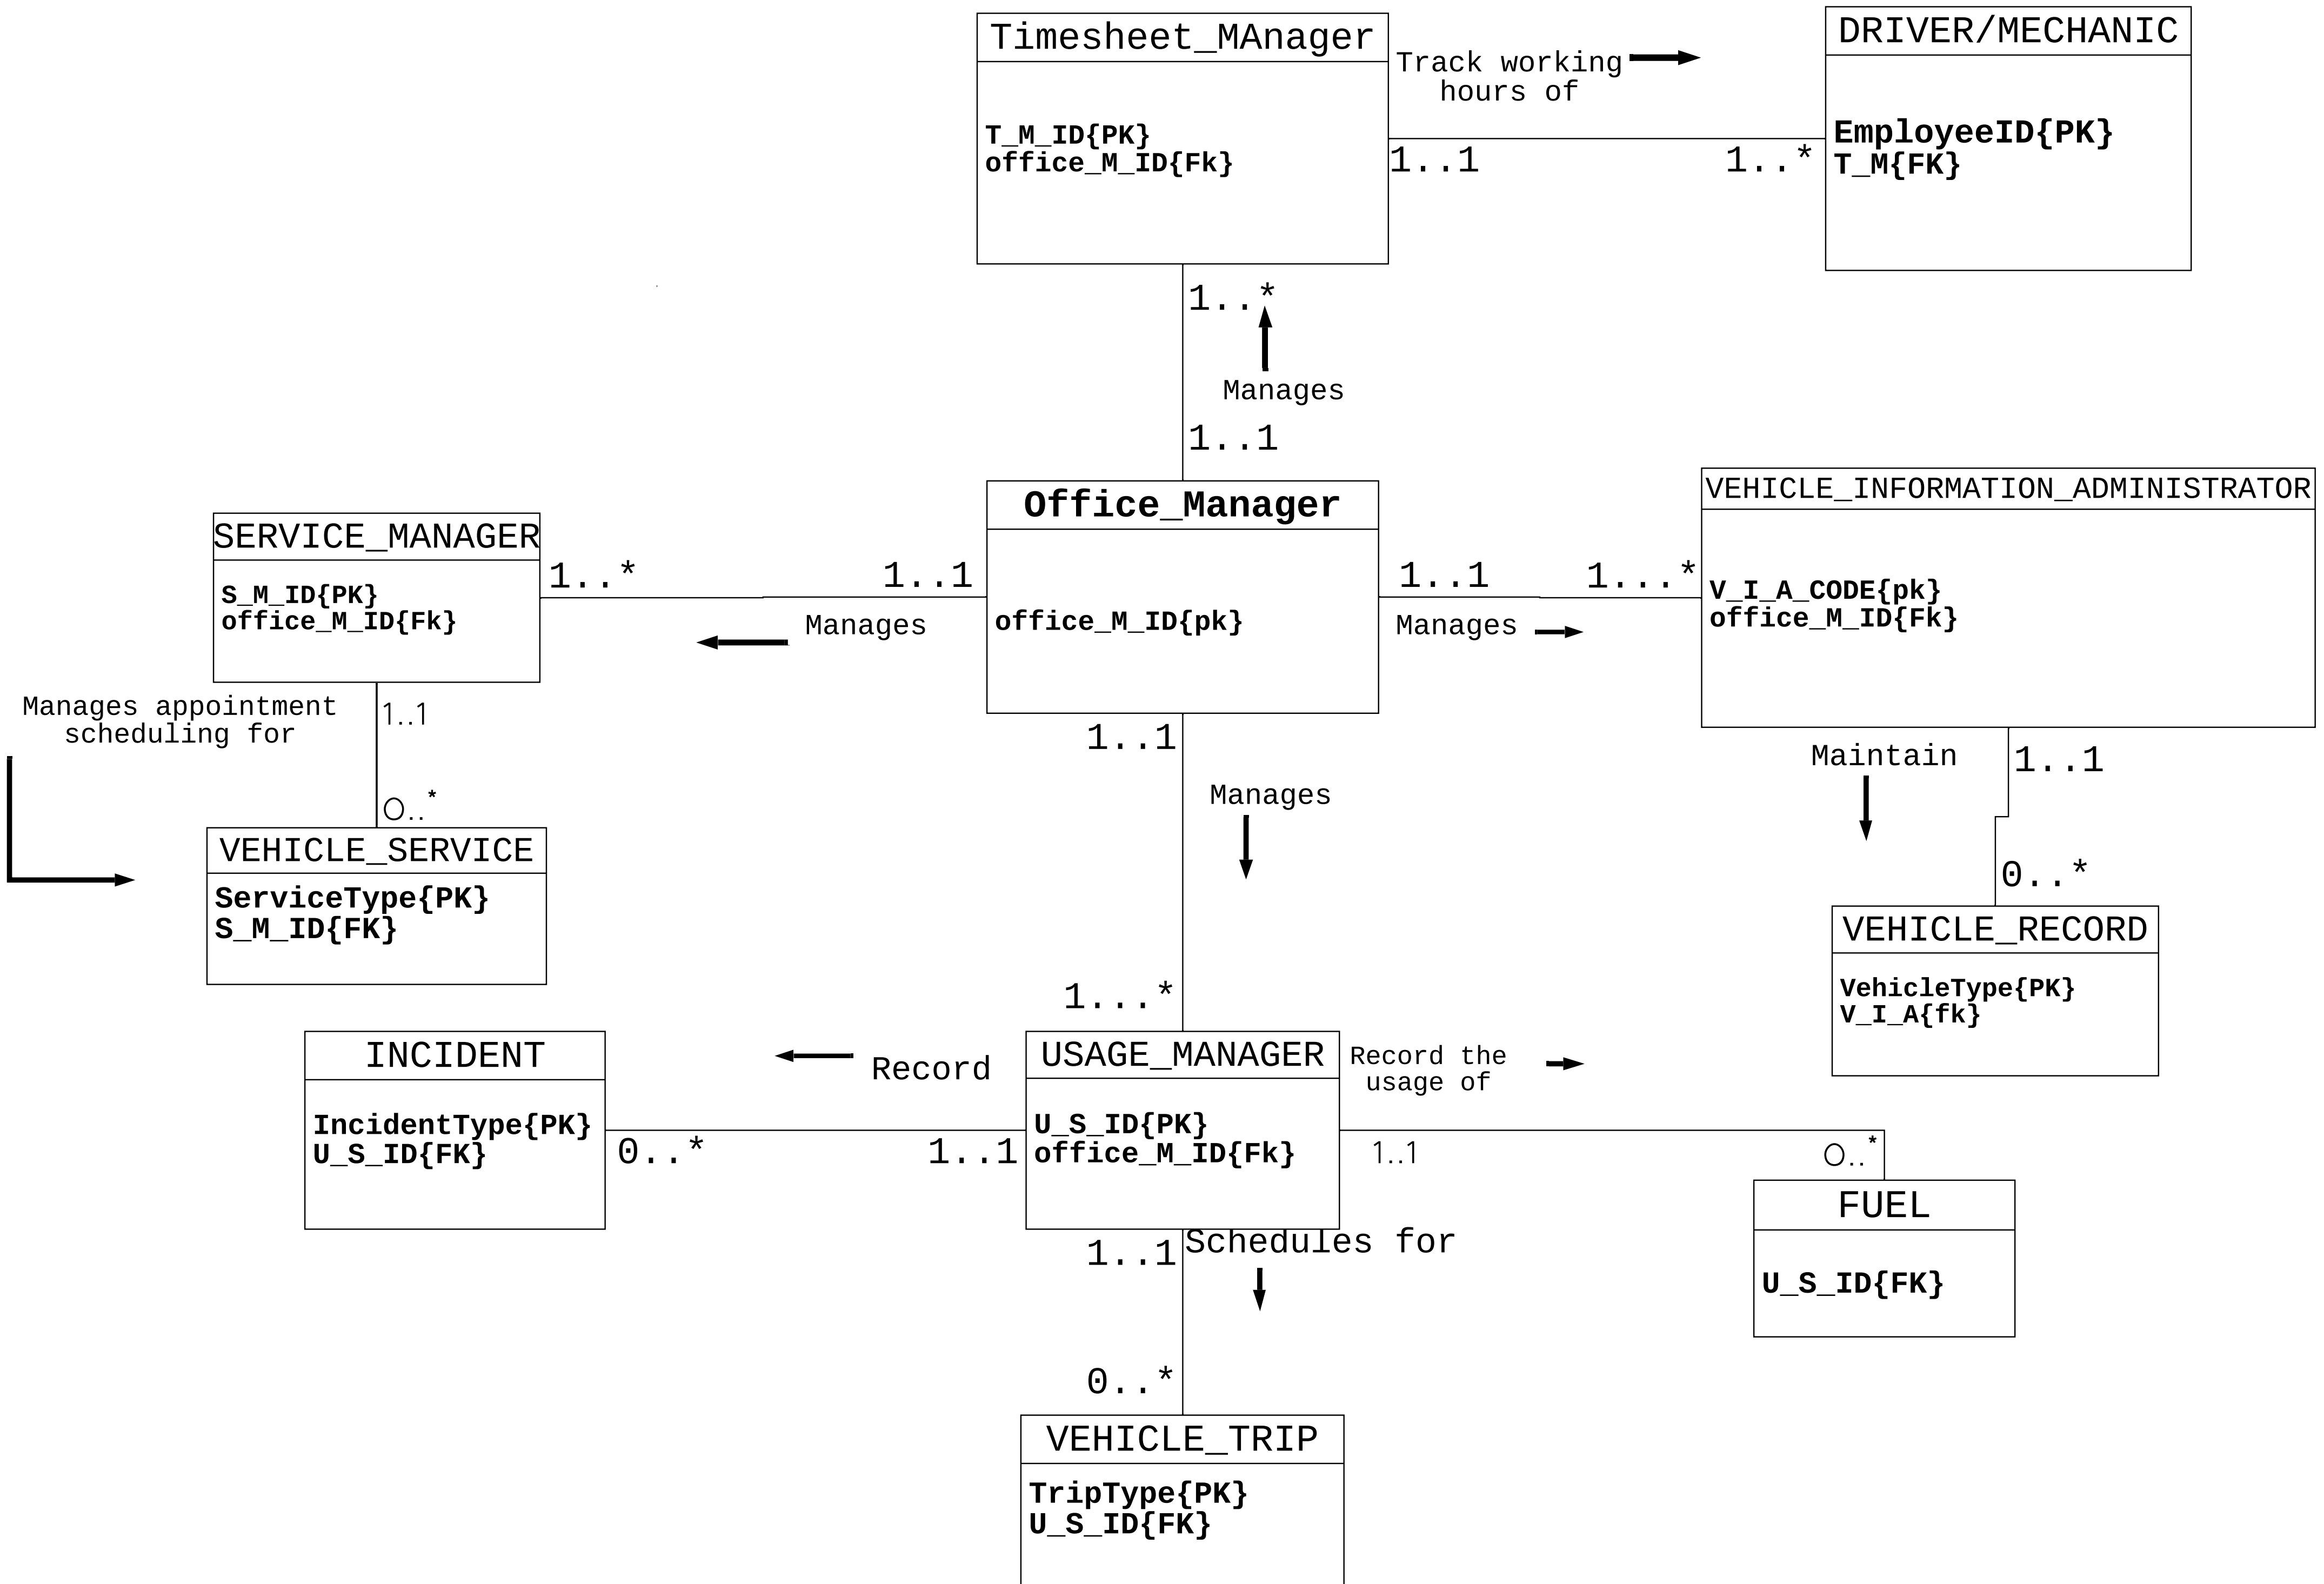 Timesheet_MAnager
T_M_ID{PK}
office_M_ID{Fk}
Track working
hours of
1..1
1..*
DRIVER/MECHANIC
EmployeeID{PK}
T_M{FK}
1..*
Manages
1..1
Office_Manager
office_M_ID{pk}
SERVICE_MANAGER
S_M_ID{PK}
office_M_ID{Fk}
1..*
1..1
Manages
1..1
1...*
Manages
VEHICLE_INFORMATION_ADMINISTRATOR
V_I_A_CODE{pk}
office_M_ID{Fk}
Manages appointment
scheduling for
1..1
0..*
VEHICLE_SERVICE
ServiceType{PK}
S_M_ID{FK}
1..1
Manages
1...*
Maintain
1..1
0..*
VEHICLE_RECORD
VehicleType{PK}
V_I_A{fk}
INCIDENT
IncidentType{PK}
U_S_ID{FK}
Record
0..*
1..1
USAGE_MANAGER
U_S_ID{PK}
office_M_ID{Fk}
Record the
usage of
1..1
0..*
FUEL
U_S_ID{FK}
1..1
Schedules for
0..*
VEHICLE_TRIP
TripType{PK}
U_S_ID{FK}